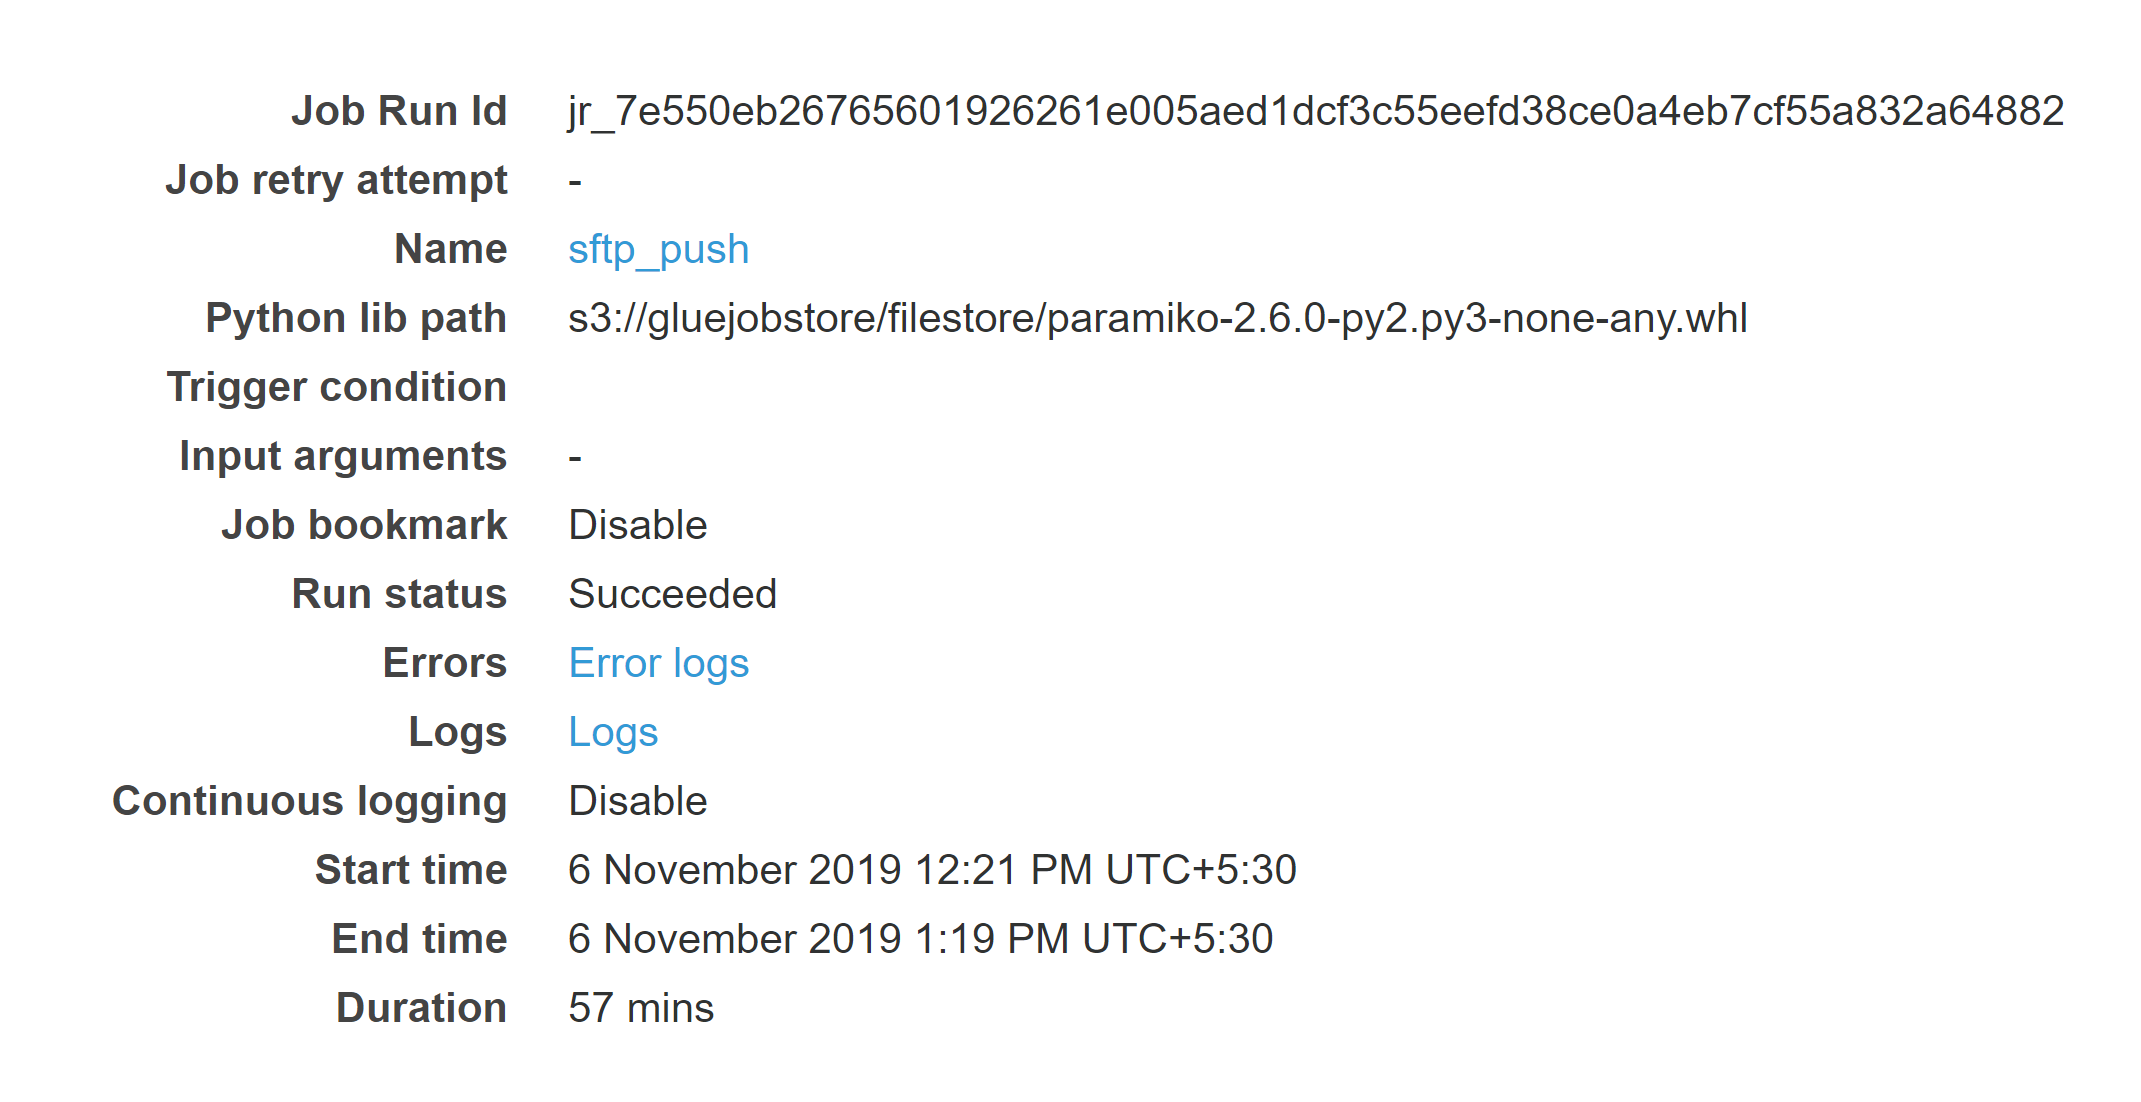 Job Run Id jr_7e550eb26765601926261e005aed1dcf3c55eefd38ce0a4eb7cf55a832a64882
Job retry attempt -
Name sftp_push
Python lib path s3://gluejobstore/filestore/paramiko-2.6.0-py2.py3-none-any.whl
Trigger condition
Input arguments -
Job bookmark Disable
Run status Succeeded
Errors Error logs
Logs Logs
Continuous logging Disable
Start time 6 November 2019 12:21 PM UTC+5:30
End time 6 November 2019 1:19 PM UTC+5:30
Duration 57 mins